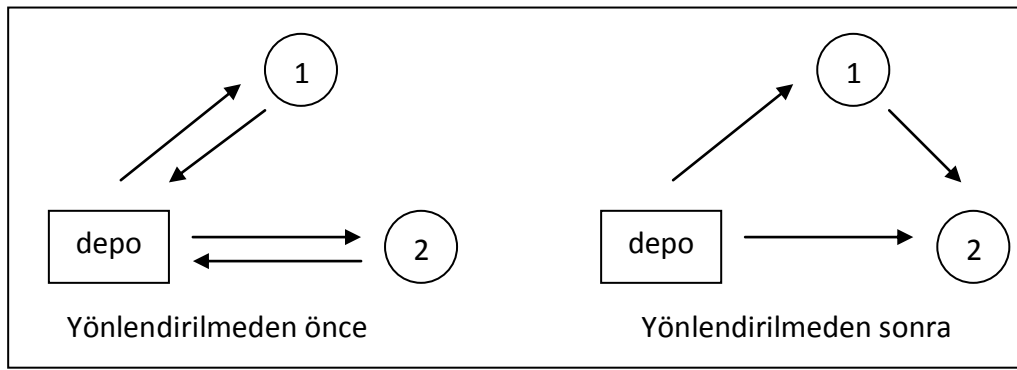 1
depo
2
Yönlendirilmeden önce
1
depo
2
Yönlendirilmeden sonra